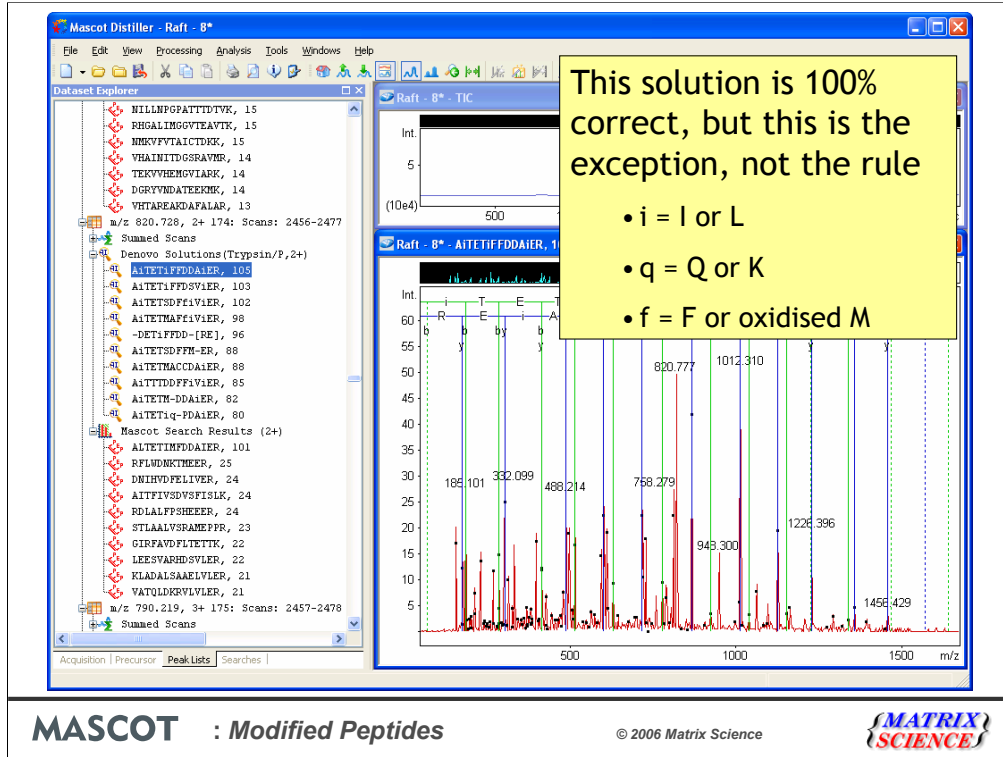 Mascot Distiller - Raft - 8*
File Edit View Processing Analysis Tools Windows Help
Dataset Explorer
NILLNPGPATTTDTVK, 15
RHGALIMGGVTEAVTK, 15
NMKVFVTAICTDKK, 15
VHAINITDGSRAVMR, 14
TEKVVHEMGVIARK, 14
DGRYVNDATEEKMK, 14
VHTAREAKDAFALAR, 13
m/z 820.728, 2+ 174: Scans: 2456-2477
Summed Scans
Denovo Solutions(Trypsin/P,2+)
AiTETiFFDDAiER, 105
AiTETiFFDDSViER, 103
AiTETSDFfiViER, 102
AiTETMAFfiViER, 98
-DETiFFDD-[RE], 96
AiTETSDFFM-ER, 88
AiTETMACCDAiER, 88
AiTTTDDFFiViER, 85
AiTETM-DDAiER, 82
AiTETiq-PDAiER, 80
Mascot Search Results (2+)
ALTETIMFDDAIER, 101
RFLWDNKTMEER, 25
DNIHVDFELIVER, 24
AITFIVSDVSFISLK, 24
RDLALFPSHEEER, 24
STLAALVSRAMEPPR, 23
GIRFAVDFLTETTK, 22
LEESVARHDSVLER, 22
KLADALSAAELVLER, 21
VATQLDKRVLVLER, 21
m/z 790.219, 3+ 175: Scans: 2457-2478
Summed Scans
Acquisition Precursor Peak Lists Searches
Raft - 8* - TIC
Int.
5
(10e4)
500
Raft - 8* - AiTETiFFDDAiER, 1
Int.
i T E T
R E i A
60
b b b y b
y y y y
55
50
45
40
35
30
25
20
15
10
5
185.101
332.099
488.214
758.279
820.777
1012.310
948.300
1226.396
1456.429
500 1000 1500 m/z
This solution is 100%
correct, but this is the
exception, not the rule
• i = I or L
• q = Q or K
• f = F or oxidised M
MASCOT : Modified Peptides © 2006 Matrix Science
{MATRIX}
{SCIENCE}